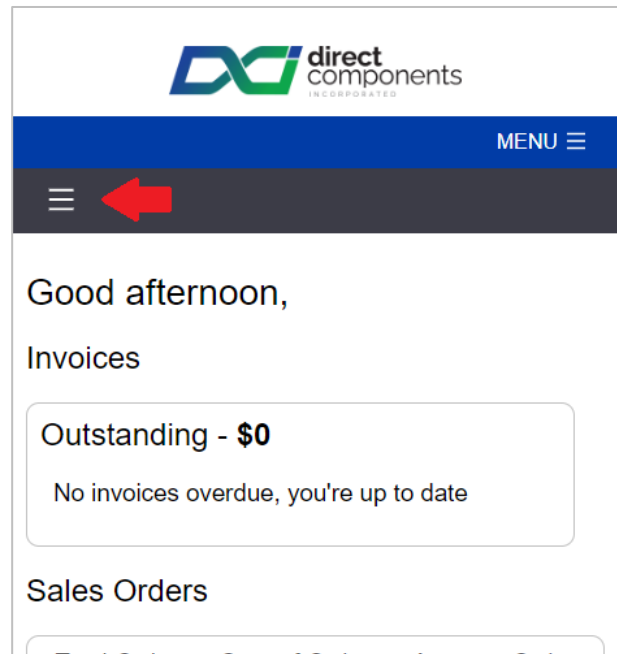 DCI direct
components
INCORPORATED
MENU
Good afternoon,
Invoices
Outstanding - $0
No invoices overdue, you're up to date
Sales Orders